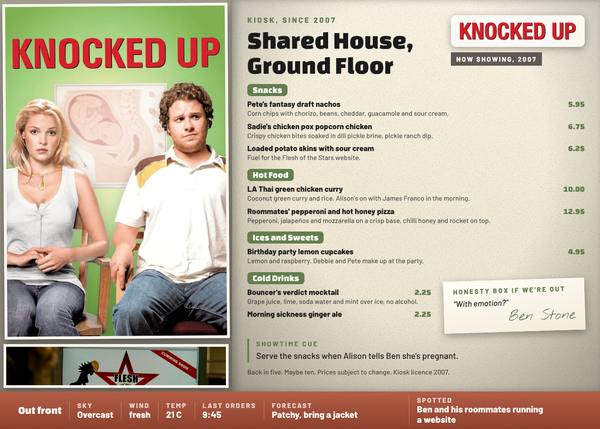 KNOCKED UP
COMING SOON
FLESH
KIOSK, SINCE 2007
Shared House,
Ground Floor
KNOCKED UP
NOW SHOWING, 2007
Snacks
Pete's fantasy draft nachos 5.95
Corn chips with chorizo, beans, cheddar, guacamole and sour cream.
Sadie's chicken pox popcorn chicken 6.75
Crispy chicken bites soaked in dill pickle brine, pickle ranch dip.
Loaded potato skins with sour cream 6.25
Fuel for the Flesh of the Stars website.
Hot Food
LA Thai green chicken curry 10.00
Coconut green curry and rice. Alison's on with James Franco in the morning.
Roommates' pepperoni and hot honey pizza 12.95
Pepperoni, jalapeños and mozzarella on a crisp base, chilli honey and rocket on top.
Ices and Sweets
Birthday party lemon cupcakes 4.95
Lemon and raspberry. Debbie and Pete make up at the party.
Cold Drinks
Bouncer's verdict mocktail 2.25
Grape juice, lime, soda water and mint over ice, no alcohol.
Morning sickness ginger ale 2.25
HONESTY BOX IF WE'RE OUT
"With emotion?"
Ben Stone
SHOWTIME CUE
Serve the snacks when Alison tells Ben she's pregnant.
Back in five. Maybe ten. Prices subject to change. Kiosk licence 2007.
Out front
SKY
Overcast
WIND
fresh
TEMP
21 C
LAST ORDERS
9:45
FORECAST
Patchy, bring a jacket
SPOTTED
Ben and his roommates running
a website